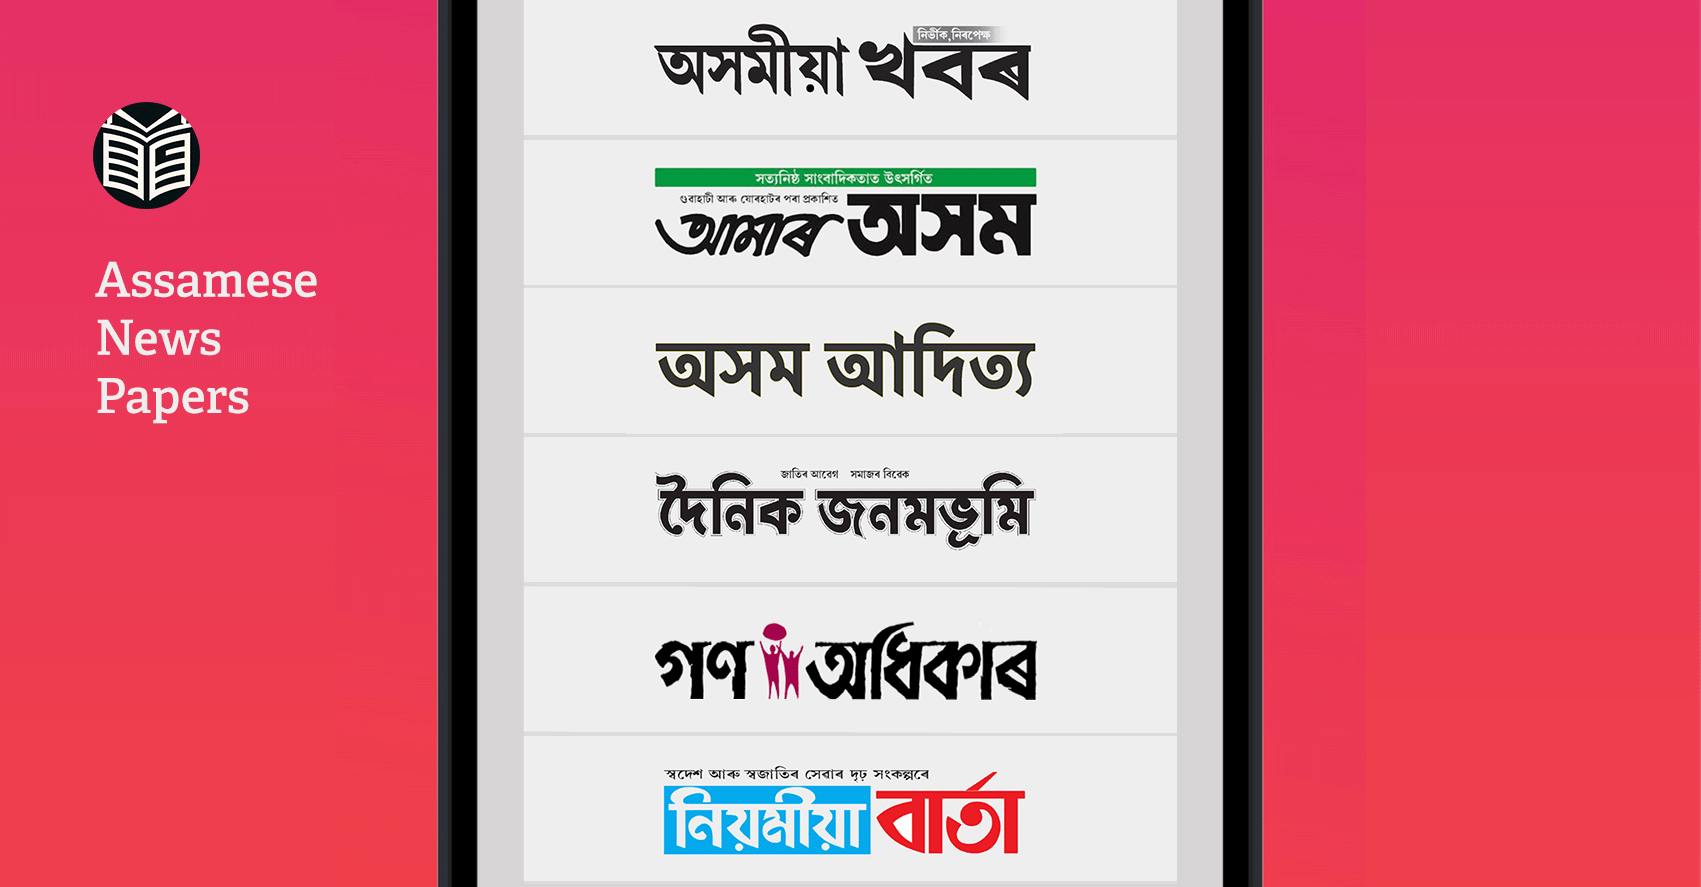 Assamese
News
Papers
নিৰ্ভীক,নিৰপেক্ষ
অসমীয়া খবৰ
সত্যনিষ্ঠ সাংবাদিকতাত উৎসৰ্গিত
গুৱাহাটী আৰু যোৰহাটৰ পৰা প্ৰকাশিত
আমাৰ অসম
অসম আদিত্য
জাতিৰ আৱেগ সমাজৰ বিৱেক
দৈনিক জনমভূমি
গণ অধিকাৰ
স্বদেশ আৰু স্বজাতিৰ সেৱাৰ দৃঢ় সংকল্পৰে
নিয়মীয়া বাৰ্তা